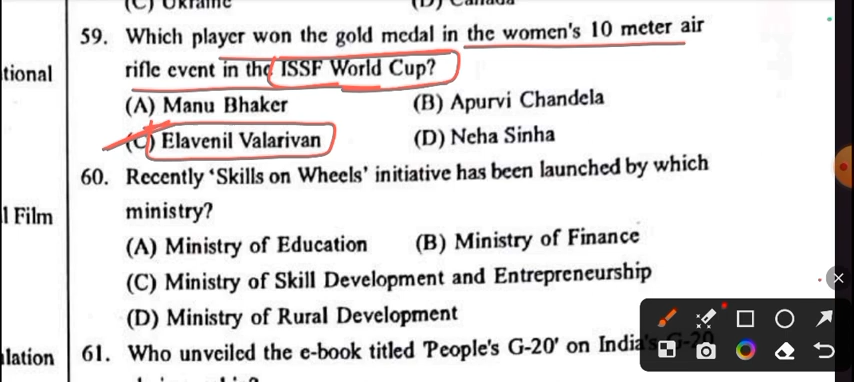 (C) Ukraine (D) Canada
59. Which player won the gold medal in the women's 10 meter air
tional
rifle event in the ISSF World Cup?
(A) Manu Bhaker (B) Apurvi Chandela
(C) Elavenil Valarivan (D) Neha Sinha
60. Recently 'Skills on Wheels' initiative has been launched by which
l Film
ministry?
(A) Ministry of Education (B) Ministry of Finance
(C) Ministry of Skill Development and Entrepreneurship
(D) Ministry of Rural Development
lation
61. Who unveiled the e-book titled 'People's G-20' on India's G-20